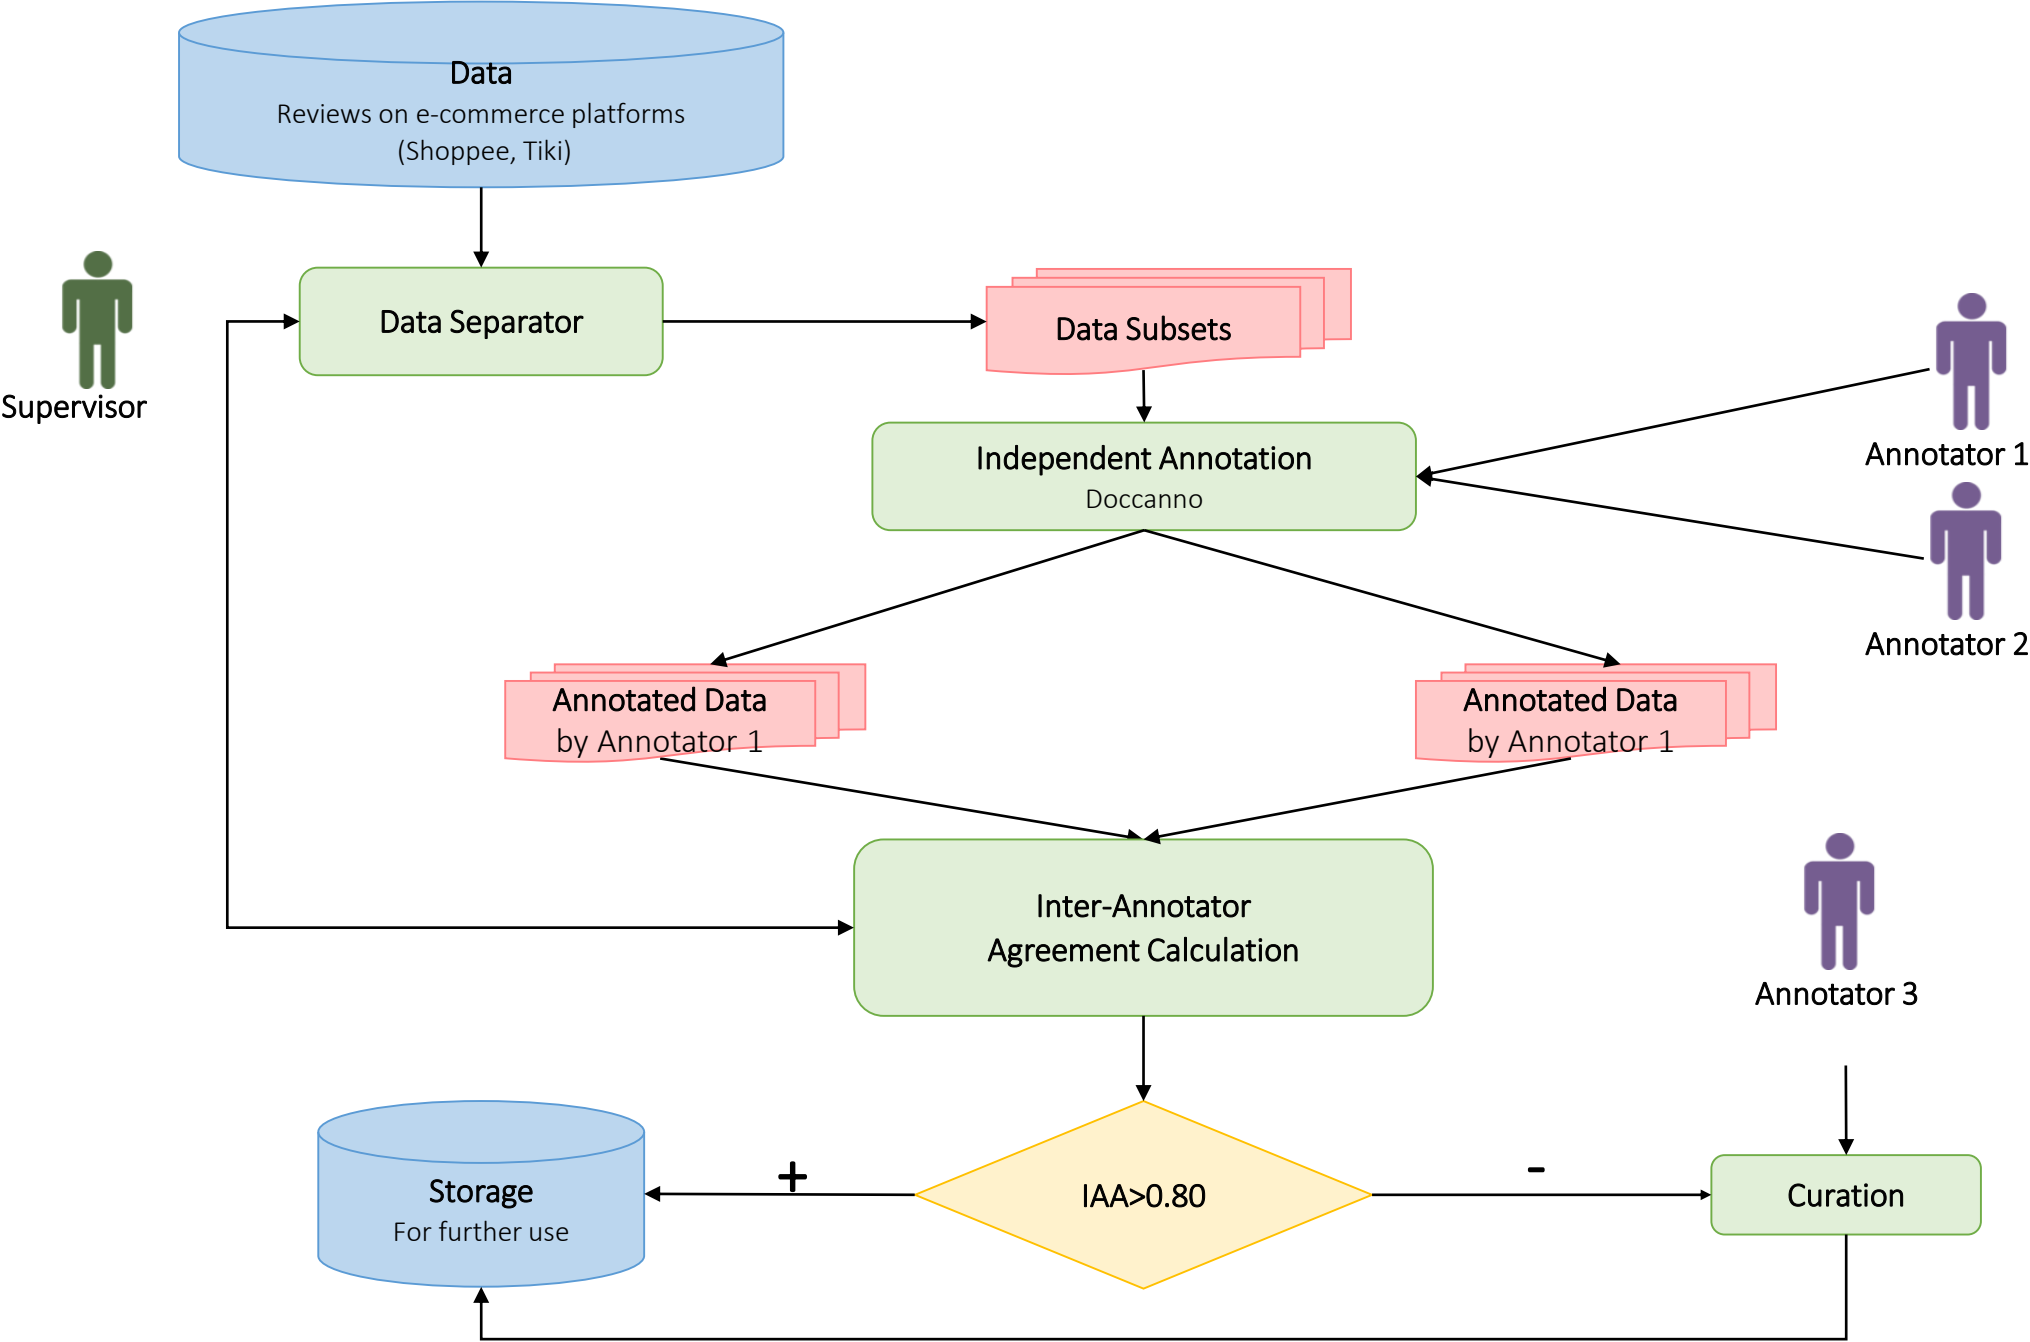 Data
Reviews on e-commerce platforms
(Shoppee, Tiki)
Supervisor
Data Separator
Data Subsets
Annotator 1
Independent Annotation
Doccanno
Annotator 2
Annotated Data
by Annotator 1
Annotated Data
by Annotator 1
Inter-Annotator
Agreement Calculation
Annotator 3
Storage
For further use
+
IAA>0.80
-
Curation